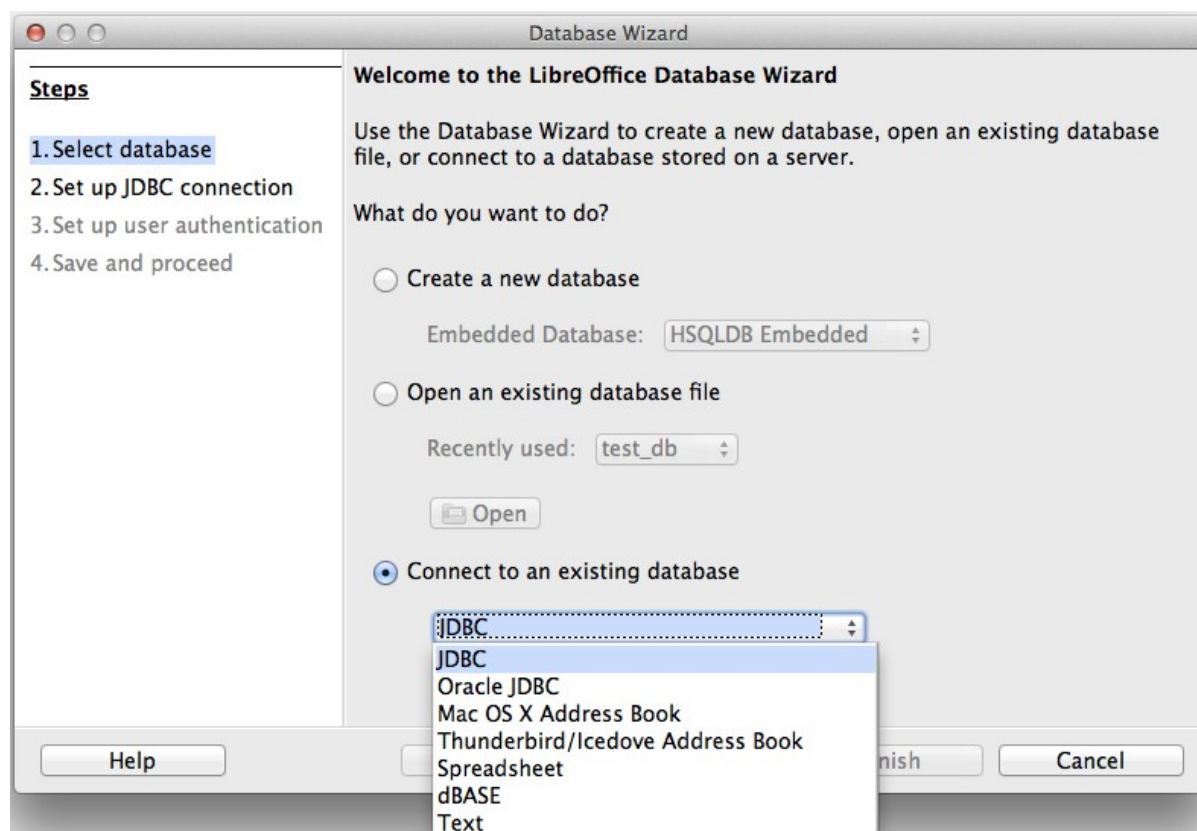 Database Wizard
Steps
1. Select database
2. Set up JDBC connection
3. Set up user authentication
4. Save and proceed
Welcome to the LibreOffice Database Wizard
Use the Database Wizard to create a new database, open an existing database
file, or connect to a database stored on a server.
What do you want to do?
Create a new database
Embedded Database: HSQLDB Embedded
Open an existing database file
Recently used: test_db
Open
Connect to an existing database
JDBC
JDBC
Oracle JDBC
Mac OS X Address Book
Thunderbird/Icedove Address Book
Spreadsheet
dBASE
Text
Help
nish
Cancel